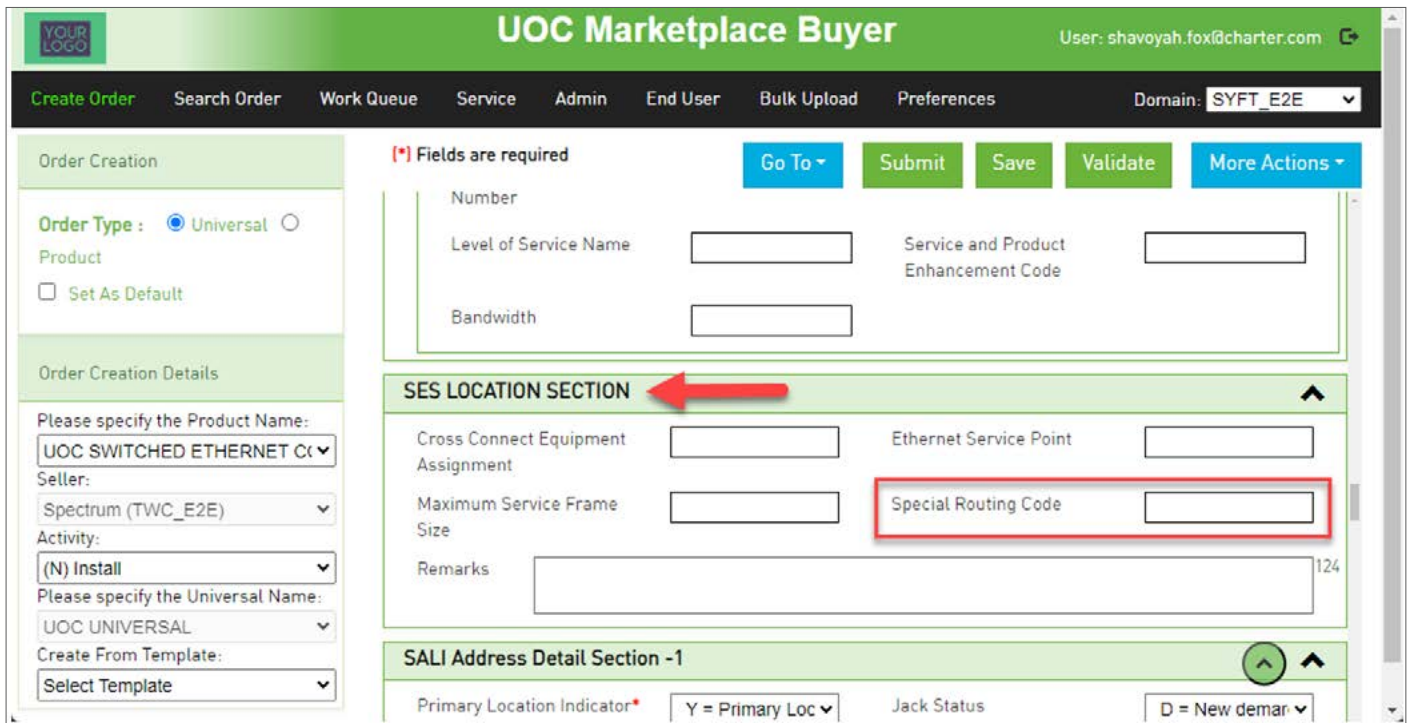 YOUR
LOGO
UOC Marketplace Buyer
User: shavoyah.fox@charter.com
Create Order Search Order Work Queue Service Admin End User Bulk Upload Preferences Domain: SYFT_E2E
Order Creation
Order Type : Universal
Product
Set As Default
Order Creation Details
Please specify the Product Name:
UOC SWITCHED ETHERNET C(
Seller:
Spectrum (TWC_E2E)
Activity:
(N) Install
Please specify the Universal Name:
UOC UNIVERSAL
Create From Template:
Select Template
(*) Fields are required
Go To Submit Save Validate More Actions
Number
Level of Service Name
Service and Product
Enhancement Code
Bandwidth
SES LOCATION SECTION
Cross Connect Equipment
Assignment
Ethernet Service Point
Maximum Service Frame
Size
Special Routing Code
Remarks
124
SALI Address Detail Section -1
Primary Location Indicator* Y = Primary Loc Jack Status D = New demar